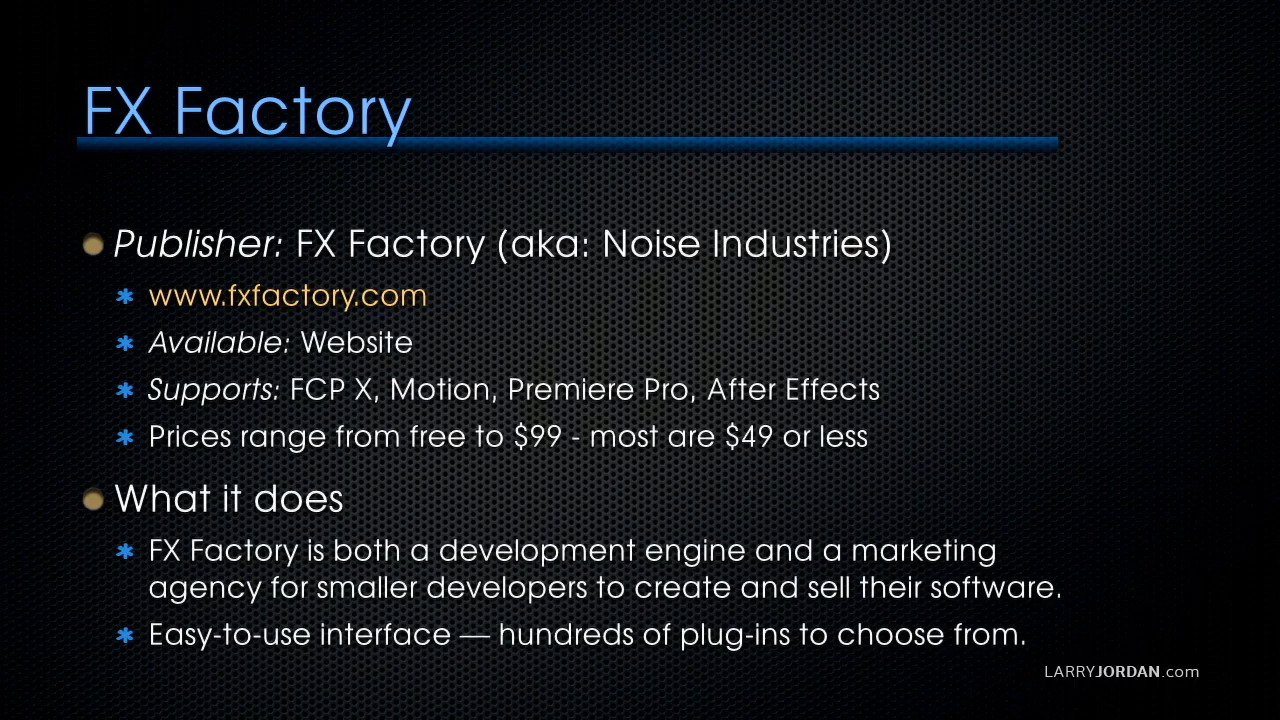 FX Factory
Publisher: FX Factory (aka: Noise Industries)
www.fxfactory.com
Available: Website
Supports: FCP X, Motion, Premiere Pro, After Effects
Prices range from free to $99 - most are $49 or less
What it does
FX Factory is both a development engine and a marketing
agency for smaller developers to create and sell their software.
Easy-to-use interface — hundreds of plug-ins to choose from.
LARRYJORDAN.com